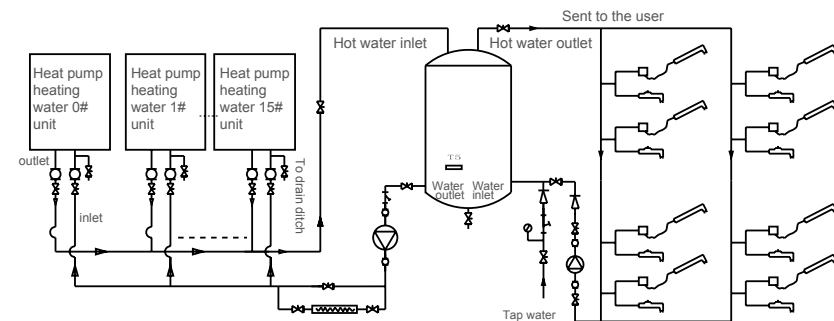 Sent to the user
Hot water inlet
Hot water outlet
Heat pump
heating
water 0#
unit
Heat pump
heating
water 1#
unit
Heat pump
heating
water 15#
unit
outlet
inlet
To drain ditch
T5
Water
outlet
Water
inlet
Tap water